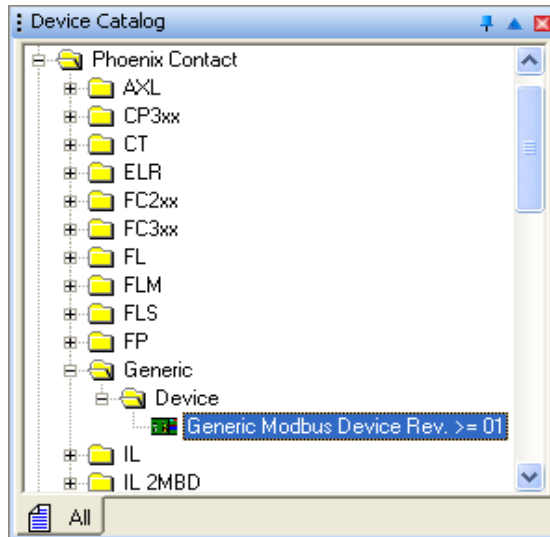 Device Catalog
Phoenix Contact
AXL
CP3xx
CT
ELR
FC2xx
FC3xx
FL
FLM
FLS
FP
Generic
Device
Generic Modbus Device Rev. >= 01
IL
IL 2MBD
All